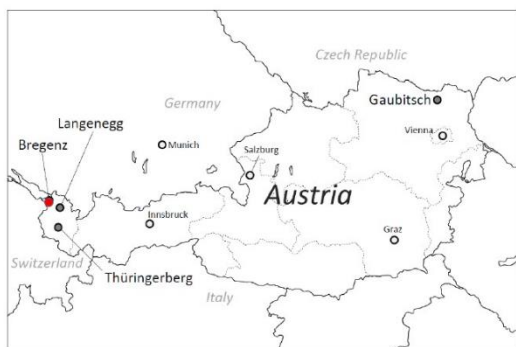 Czech Republic
Germany
Gaubitsch
Langenegg
Bregenz
Munich
Vienna
Salzburg
Austria
Innsbruck
Graz
Switzerland
Thüringerberg
Italy